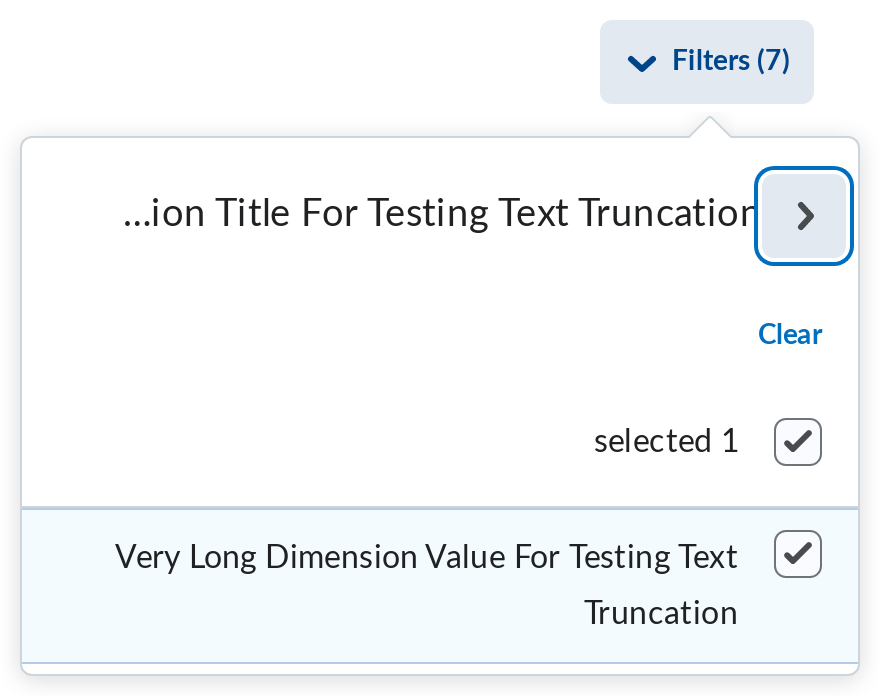 Filters (7)
...ion Title For Testing Text Truncation
Clear
selected 1
Very Long Dimension Value For Testing Text
Truncation